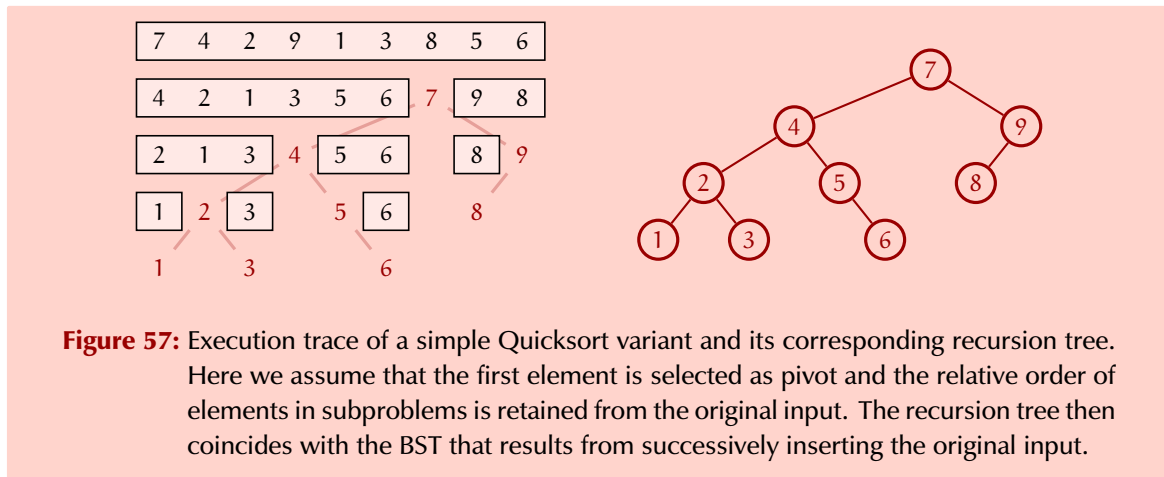 7 4 2 9 1 3 8 5 6
4 2 1 3 5 6 7 9 8
2 1 3 4 5 6 8 9
1 2 3 5 6 8
1 3 6
7
4 9
2 5 8
1 3 6
Figure 57: Execution trace of a simple Quicksort variant and its corresponding recursion tree.
Here we assume that the first element is selected as pivot and the relative order of
elements in subproblems is retained from the original input. The recursion tree then
coincides with the BST that results from successively inserting the original input.